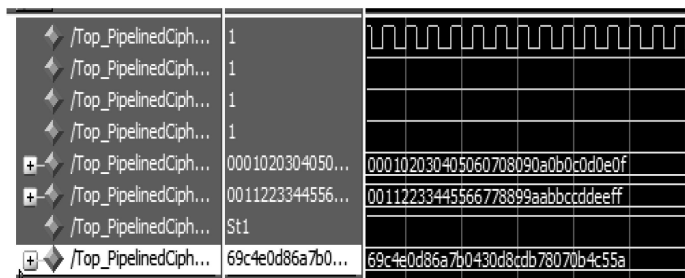 /Top_PipelinedCiph... 1
/Top_PipelinedCiph... 1
/Top_PipelinedCiph... 1
/Top_PipelinedCiph... 1
/Top_PipelinedCiph... 0001020304050... 000102030405060708090a0b0c0d0e0f
/Top_PipelinedCiph... 0011223344556... 00112233445566778899aabbccddeeff
/Top_PipelinedCiph... St1
/Top_PipelinedCiph... 69c4e0d86a7b0... 69c4e0d86a7b0430d8cdb78070b4c55a